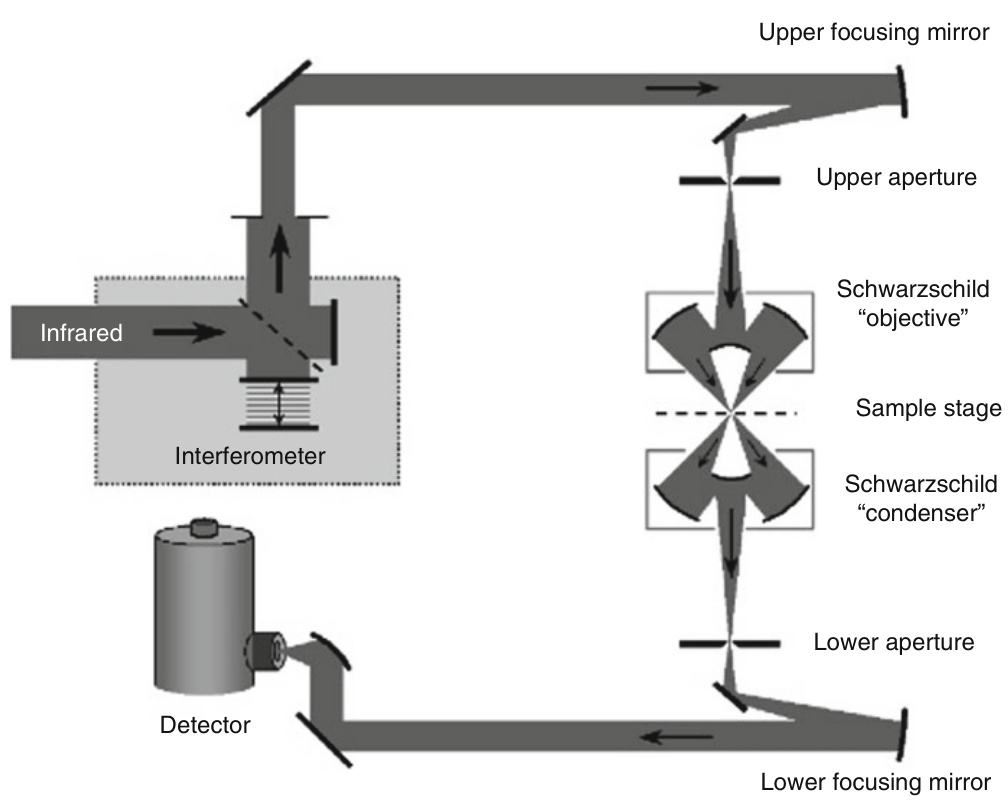 Upper focusing mirror
Upper aperture
Schwarzschild
“objective”
Infrared
Sample stage
Interferometer
Schwarzschild
“condenser”
Lower aperture
Detector
Lower focusing mirror